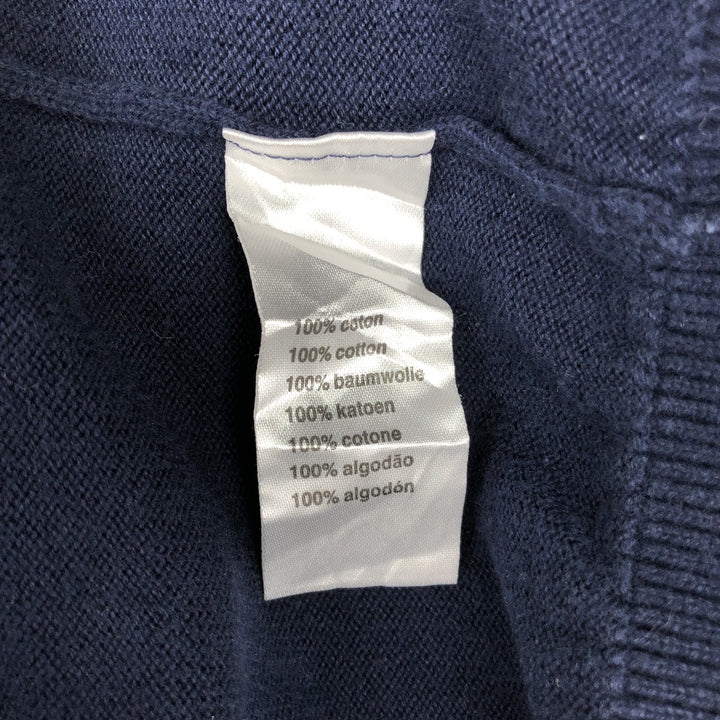 100% coton
100% cotton
100% baumwolle
100% katoen
100% cotone
100% algodão
100% algodón